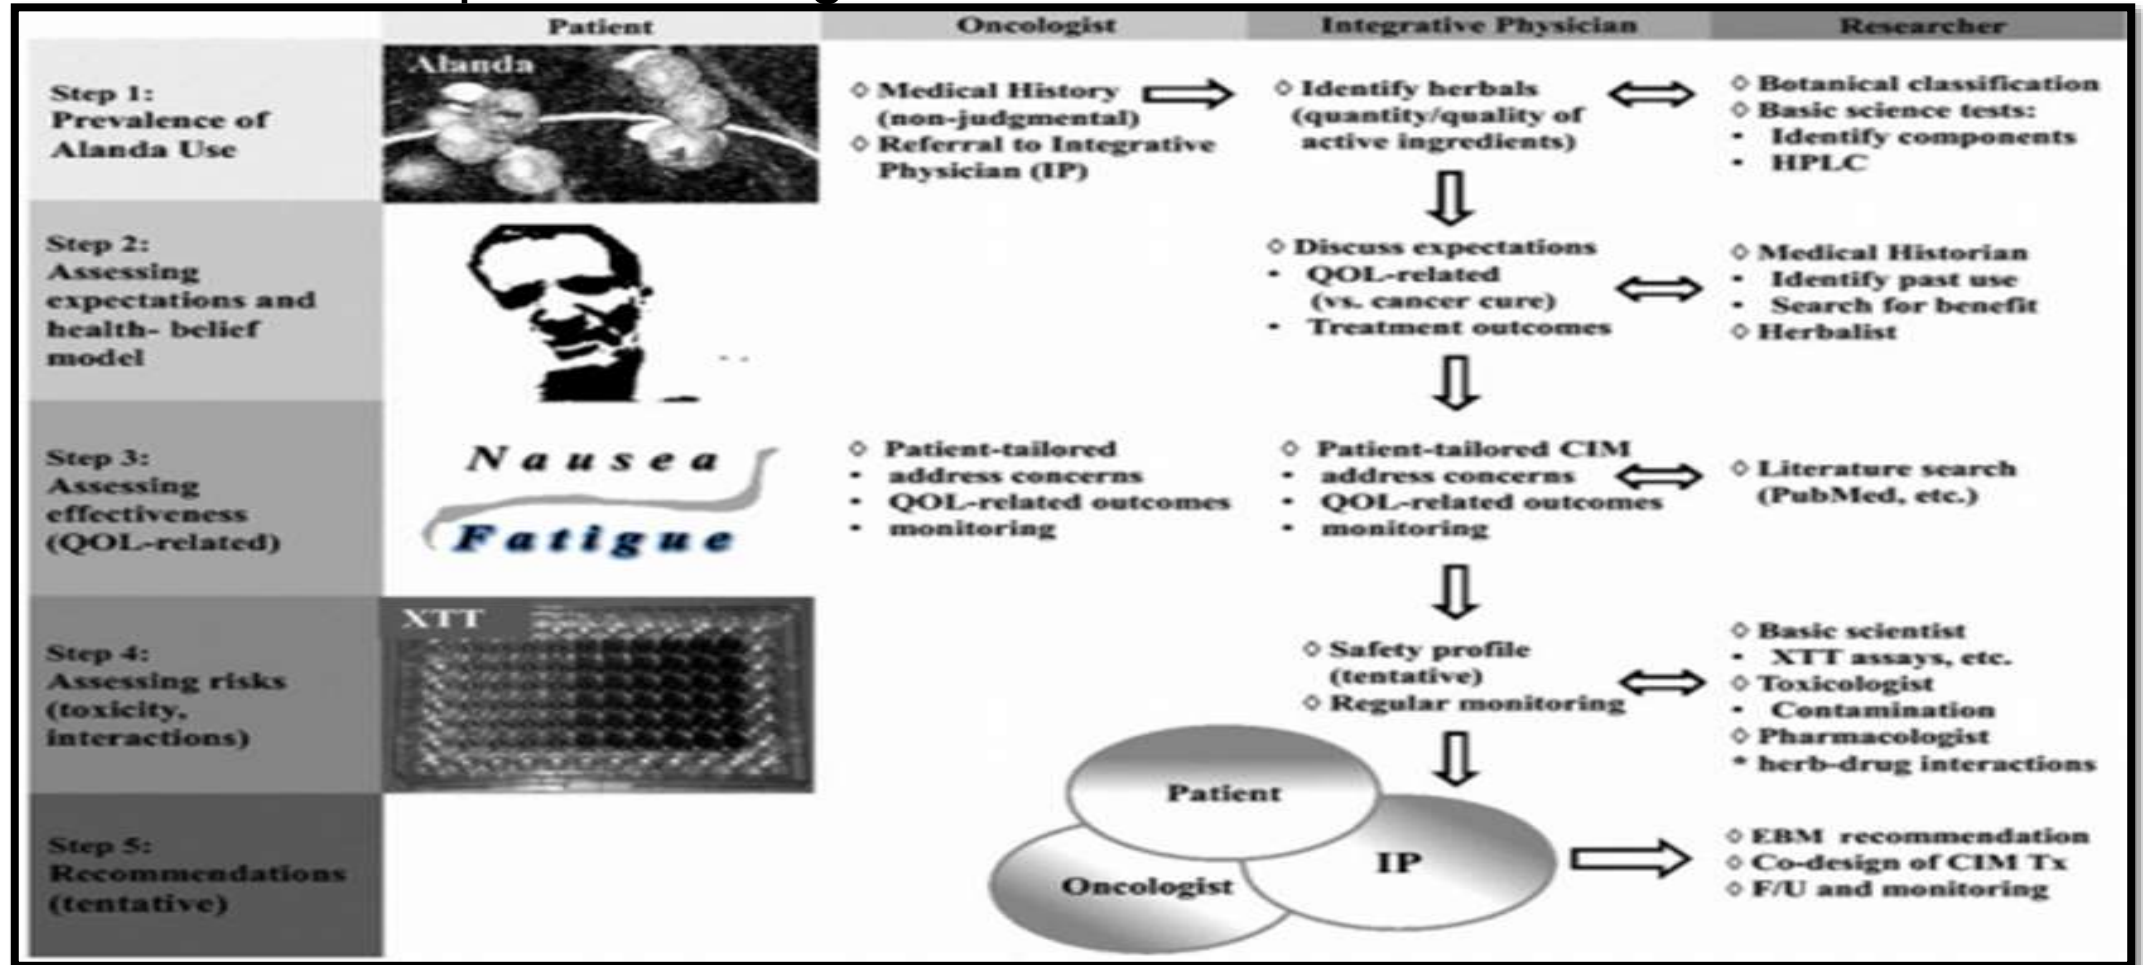 Patient
Oncologist
Integrative Physician
Researcher
Step 1:
Prevalence of
Alanda Use
Alanda
◇ Medical History
(non-judgmental)
◇ Referral to Integrative
Physician (IP)
◇ Identify herbals
(quantity/quality of
active ingredients)
◇ Botanical classification
◇ Basic science tests:
• Identify components
• HPLC
Step 2:
Assessing
expectations and
health- belief
model
◇ Discuss expectations
• QOL-related
(vs. cancer cure)
• Treatment outcomes
◇ Medical Historian
• Identify past use
• Search for benefit
◇ Herbalist
Step 3:
Assessing
effectiveness
(QOL-related)
Nausea
Fatigue
◇ Patient-tailored
• address concerns
• QOL-related outcomes
• monitoring
◇ Patient-tailored CIM
• address concerns
• QOL-related outcomes
• monitoring
◇ Literature search
(PubMed, etc.)
Step 4:
Assessing risks
(toxicity,
interactions)
XTT
◇ Safety profile
(tentative)
◇ Regular monitoring
◇ Basic scientist
• XTT assays, etc.
◇ Toxicologist
• Contamination
◇ Pharmacologist
* herb-drug interactions
Step 5:
Recommendations
(tentative)
Patient
Oncologist
IP
◇ EBM recommendation
◇ Co-design of CIM Tx
◇ F/U and monitoring